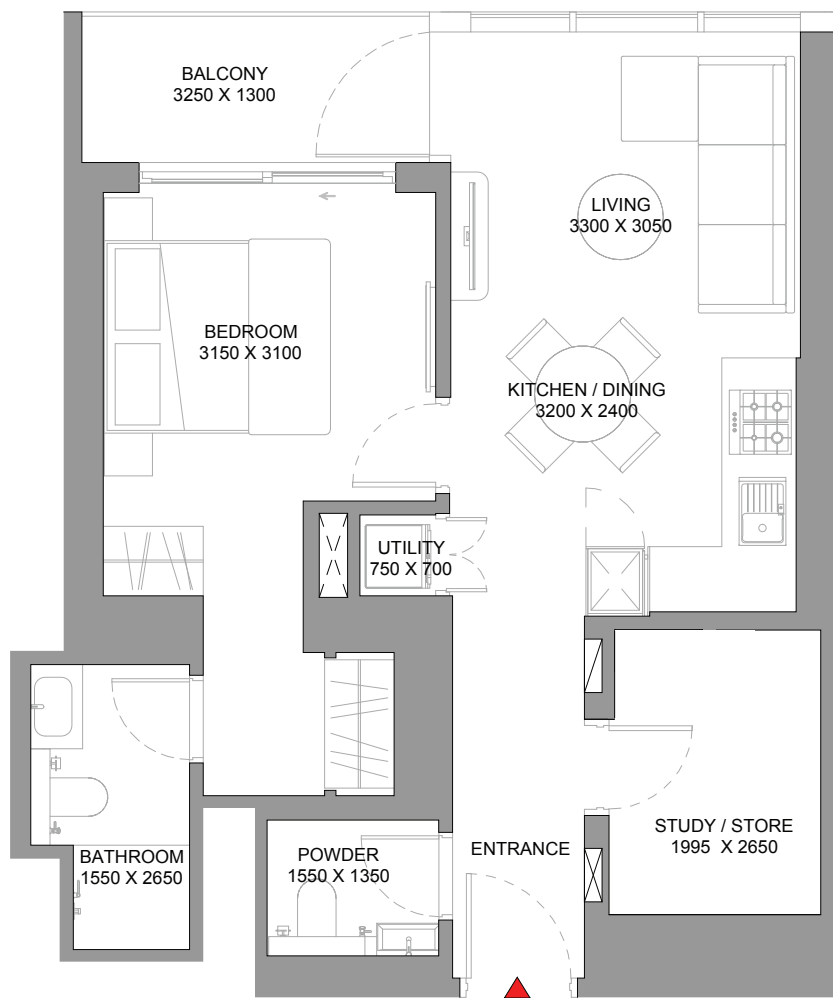 BALCONY
3250 X 1300
LIVING
3300 X 3050
BEDROOM
3150 X 3100
KITCHEN / DINING
3200 X 2400
UTILITY
750 X 700
STUDY / STORE
1995 X 2650
ENTRANCE
POWDER
1550 X 1350
BATHROOM
1550 X 2650